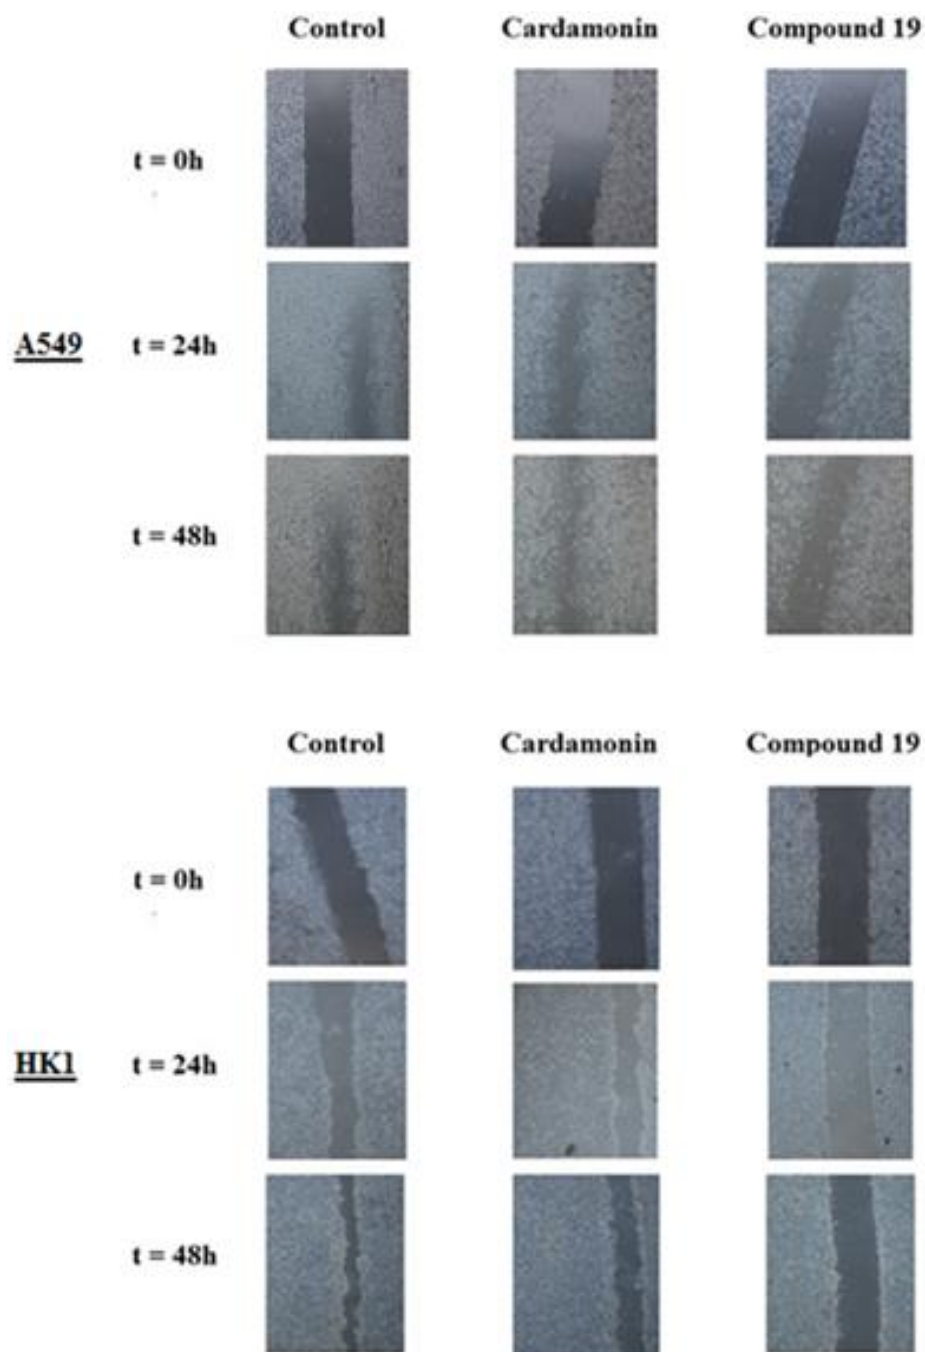 Control Cardamonin Compound 19
t = 0h
A549 t = 24h
t = 48h
Control Cardamonin Compound 19
t = 0h
HK1 t = 24h
t = 48h